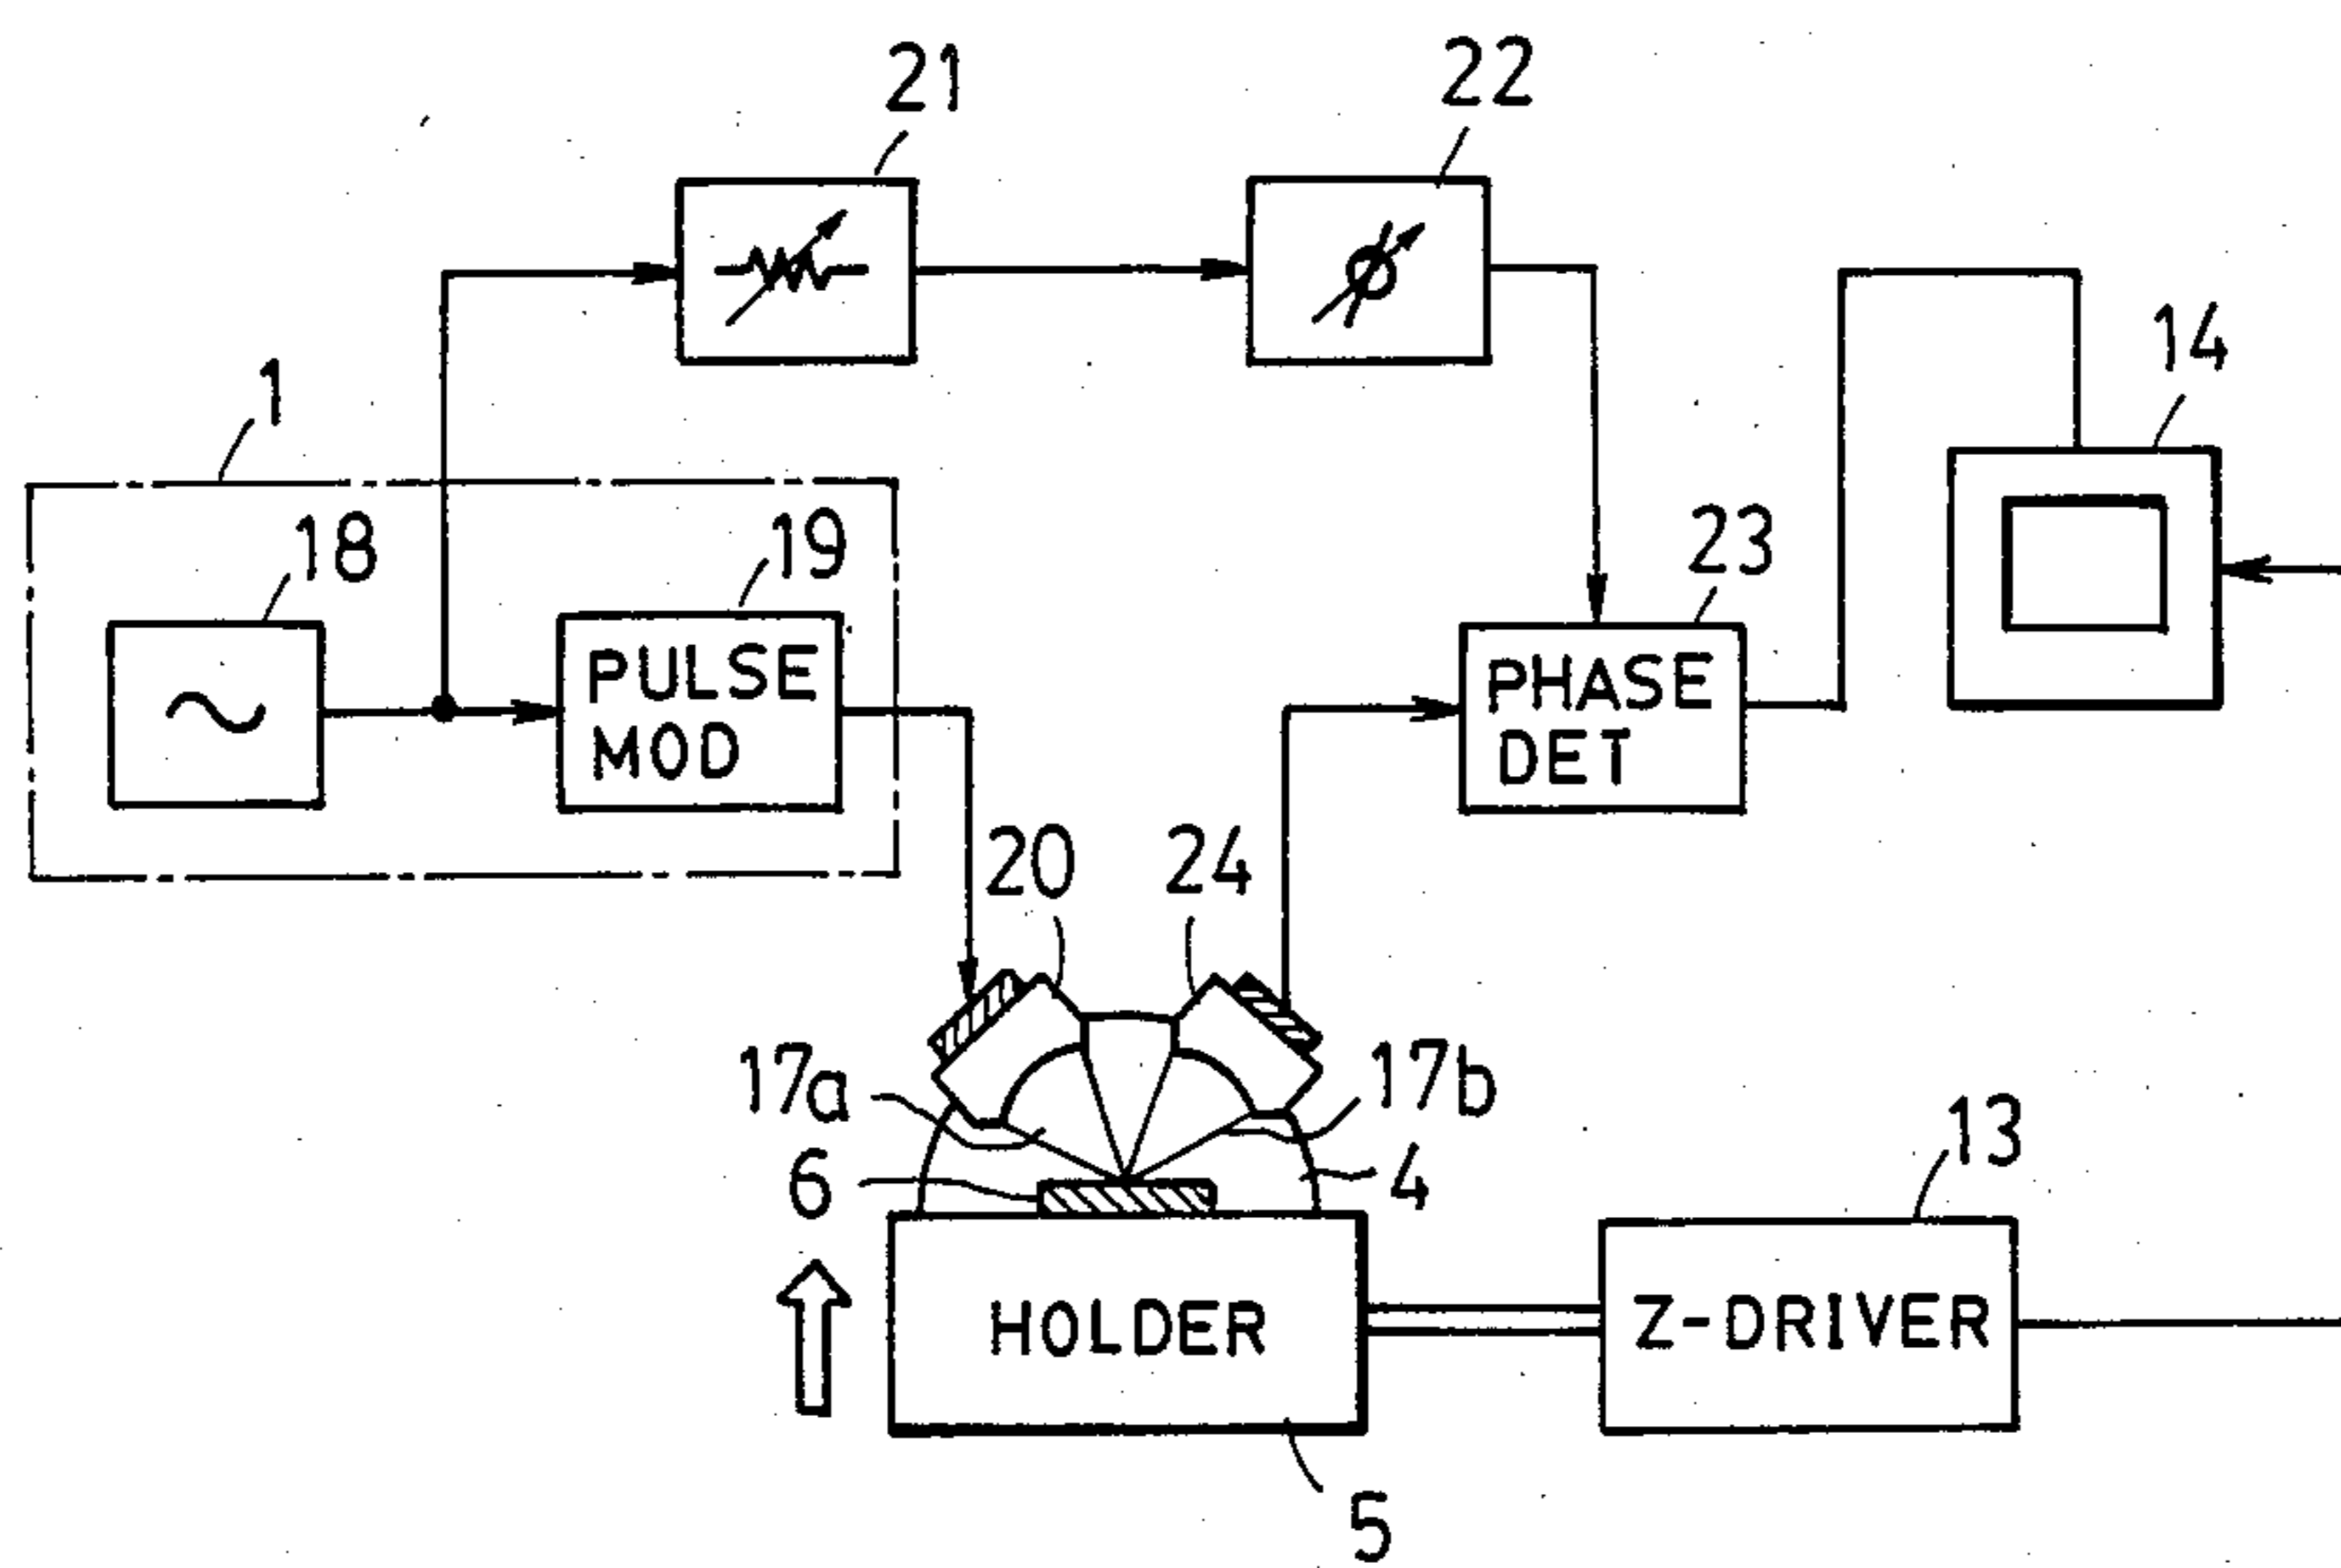 21
22
14
1
18
19
23
PULSE
MOD
PHASE
DET
20
24
17a
17b
6
4
13
HOLDER
Z-DRIVER
5